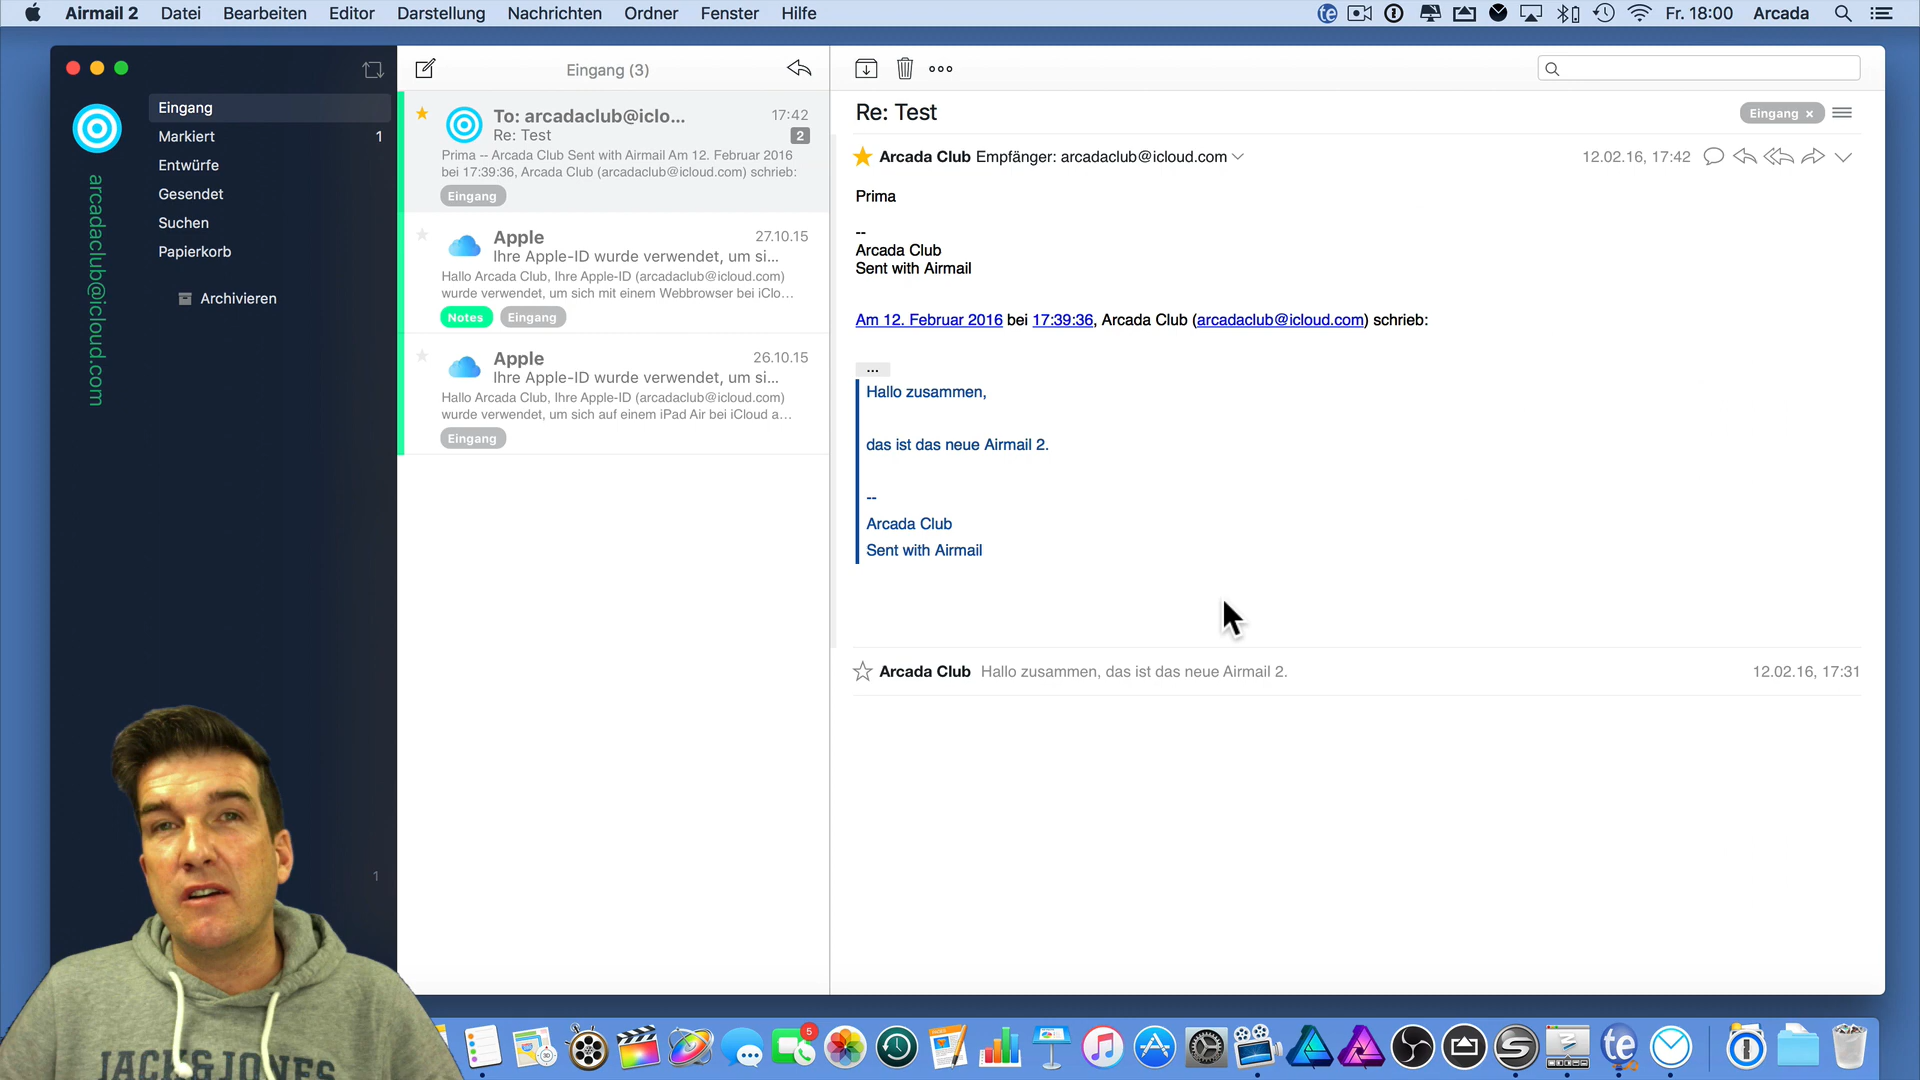 Airmail 2 Datei Bearbeiten Editor Darstellung Nachrichten Ordner Fenster Hilfe
te Fr. 18:00 Arcada
Eingang
Markiert 1
Entwürfe
Gesendet
Suchen
Papierkorb
Archivieren
arcadaclub@icloud.com
1
Eingang (3)
To: arcadaclub@iclo... 17:42
Re: Test 2
Prima -- Arcada Club Sent with Airmail Am 12. Februar 2016
bei 17:39:36, Arcada Club (arcadaclub@icloud.com) schrieb:
Eingang
Apple 27.10.15
Ihre Apple-ID wurde verwendet, um si...
Hallo Arcada Club, Ihre Apple-ID (arcadaclub@icloud.com)
wurde verwendet, um sich mit einem Webbrowser bei iClo...
Notes Eingang
Apple 26.10.15
Ihre Apple-ID wurde verwendet, um si...
Hallo Arcada Club, Ihre Apple-ID (arcadaclub@icloud.com)
wurde verwendet, um sich auf einem iPad Air bei iCloud a...
Eingang
Re: Test Eingang ×
Arcada Club Empfänger: arcadaclub@icloud.com 12.02.16, 17:42
Prima
--
Arcada Club
Sent with Airmail
Am 12. Februar 2016 bei 17:39:36, Arcada Club (arcadaclub@icloud.com) schrieb:
...
Hallo zusammen,
das ist das neue Airmail 2.
--
Arcada Club
Sent with Airmail
Arcada Club Hallo zusammen, das ist das neue Airmail 2. 12.02.16, 17:31
JACK & JONES
5
te